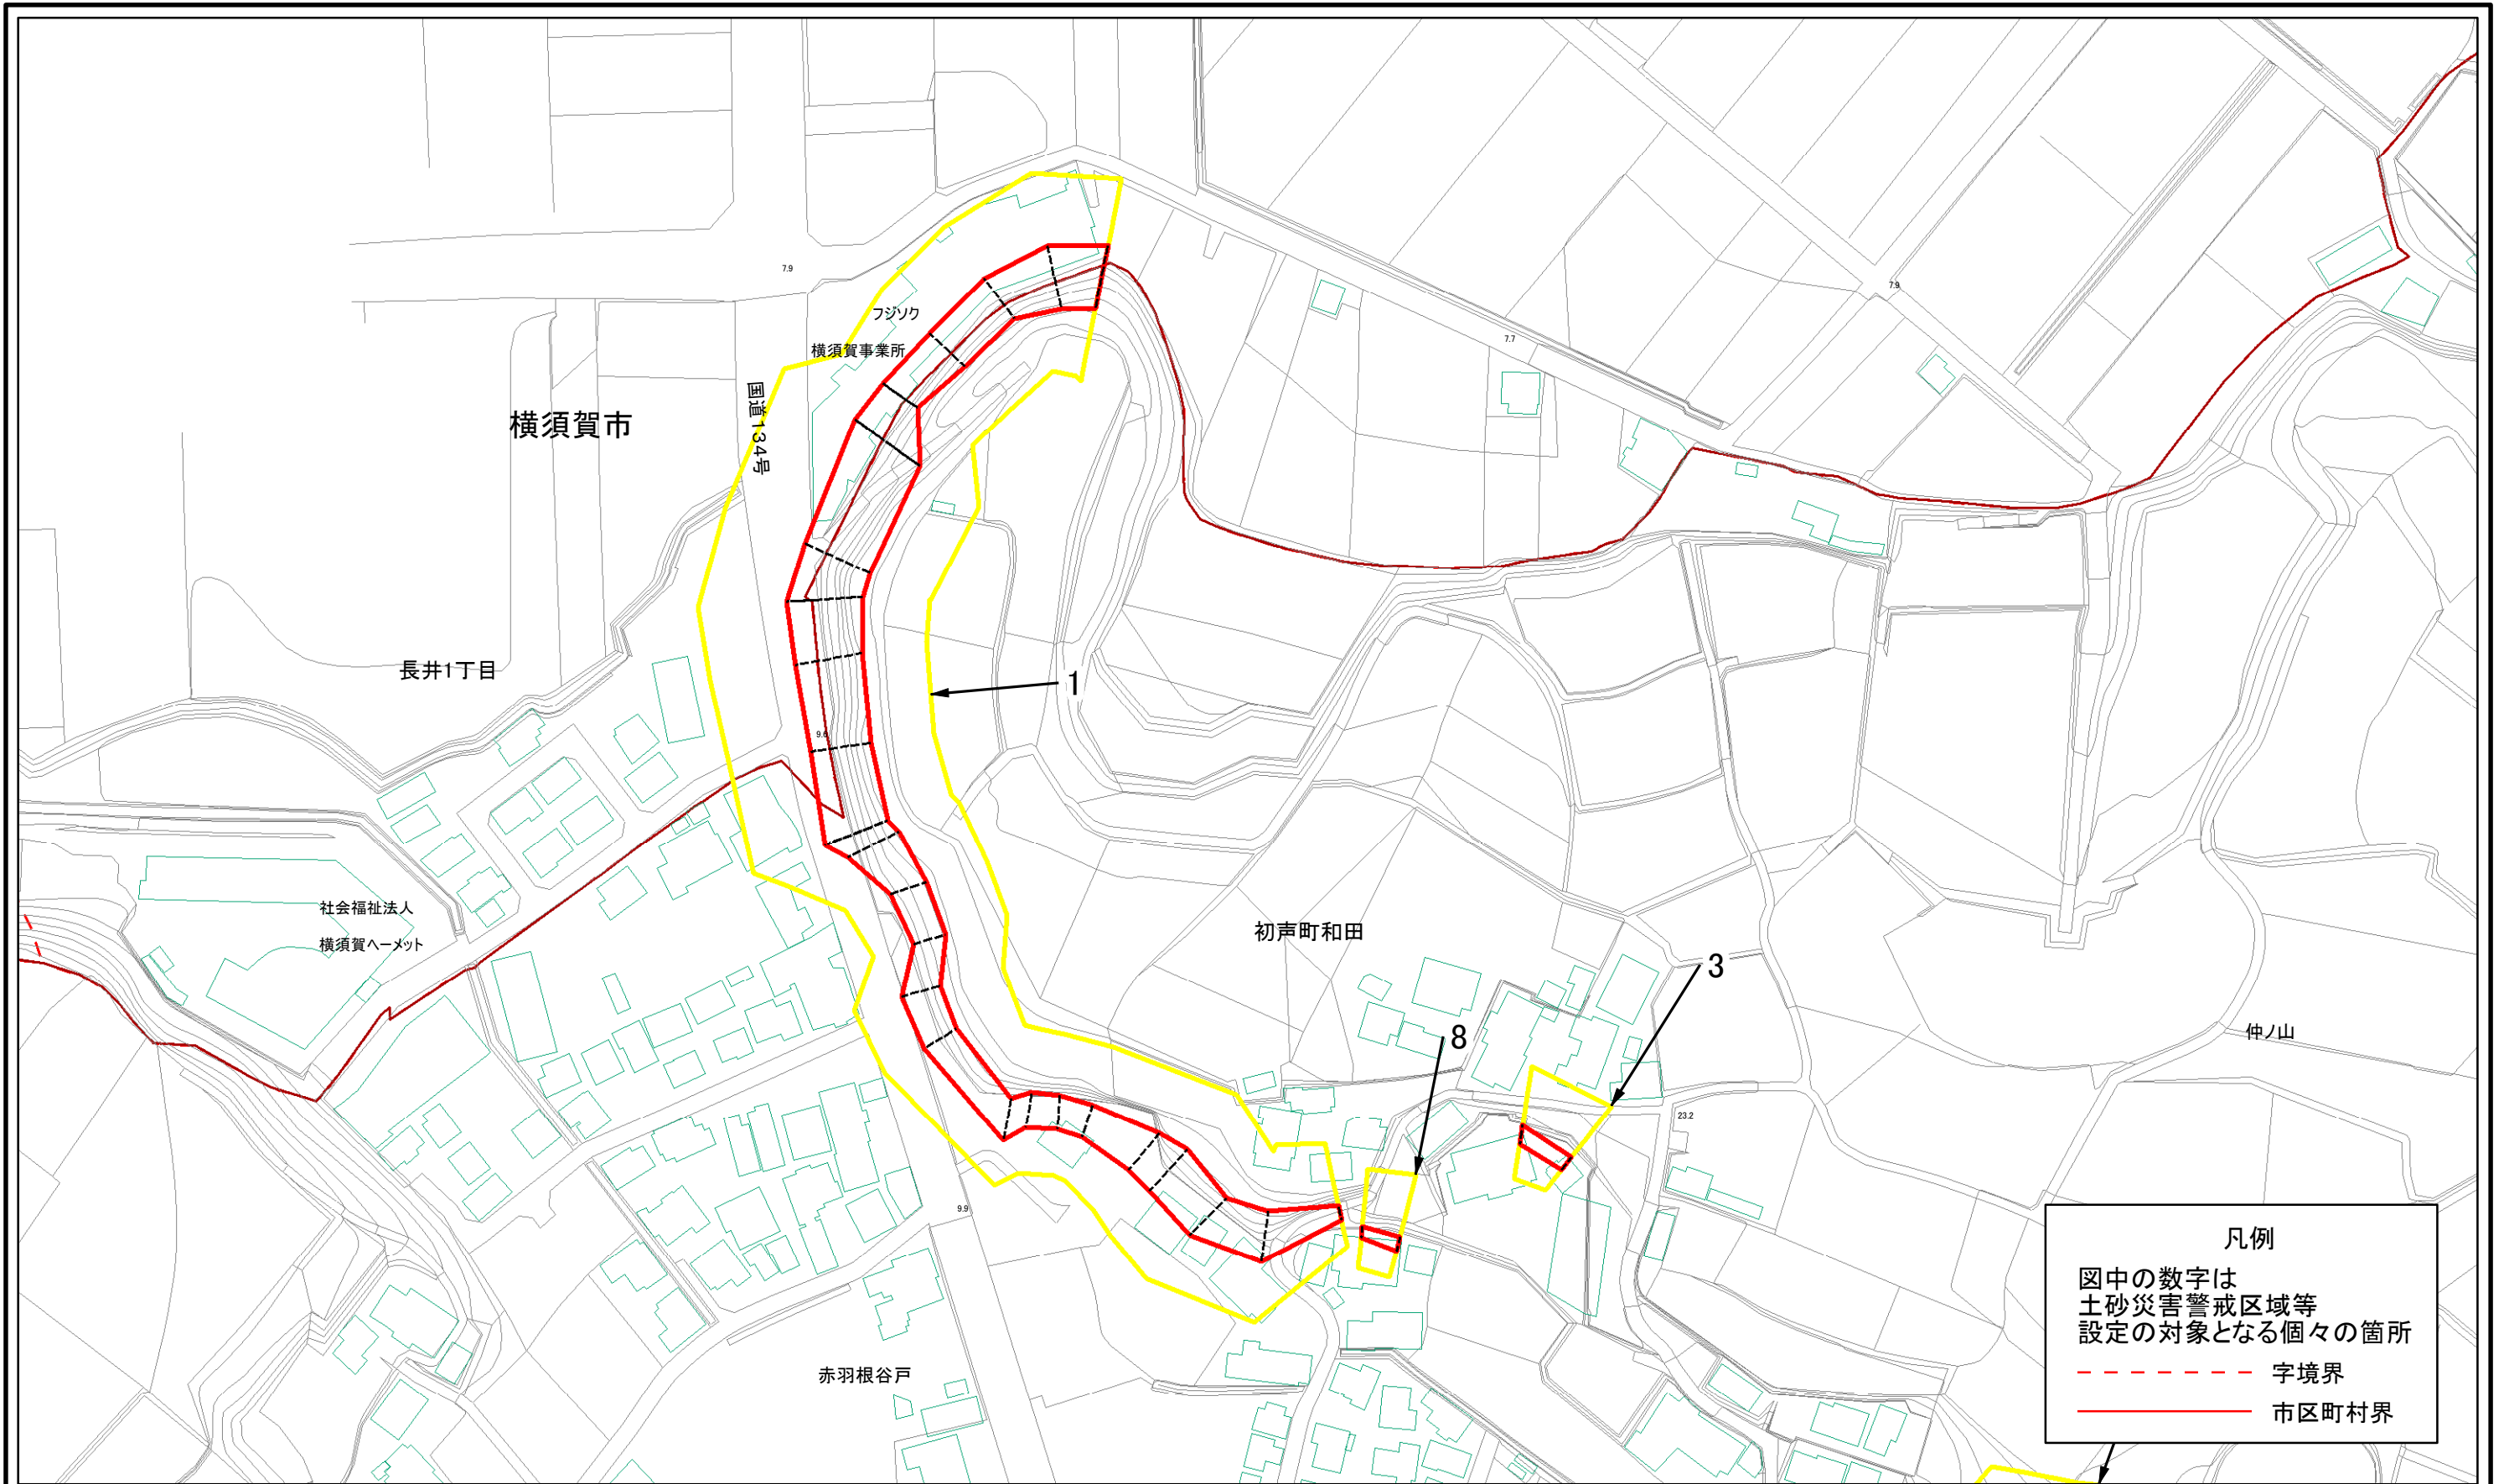 7.9
フジソク
横須賀事業所
7.9
7.7
国道134号
横須賀市
長井1丁目
1
9.6
社会福祉法人
横須賀ヘーメット
初声町和田
3
8
仲ノ山
23.2
9.9
赤羽根谷戸
凡例
図中の数字は
土砂災害警戒区域等
設定の対象となる個々の箇所
字境界
市区町村界